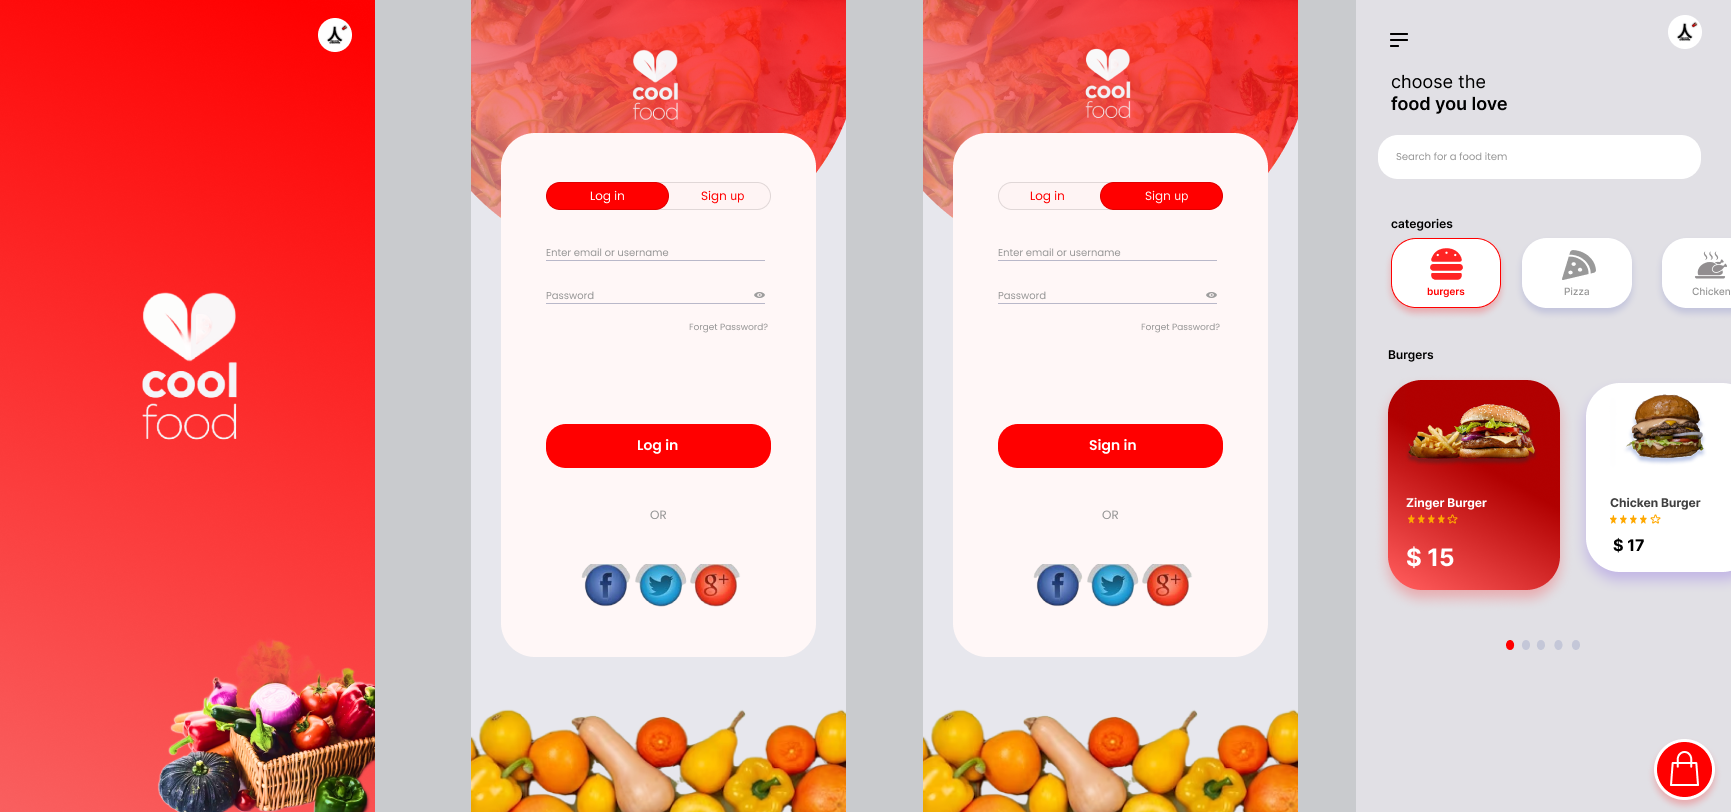 cool
food
cool
food
Log in
Sign up
Enter email or username
Password
Forget Password?
Log in
OR
f
g+
cool
food
Log in
Sign up
Enter email or username
Password
Forget Password?
Sign in
OR
f
g+
choose the
food you love
Search for a food item
categories
burgers
Pizza
Chicken
Burgers
Zinger Burger
$ 15
Chicken Burger
$ 17